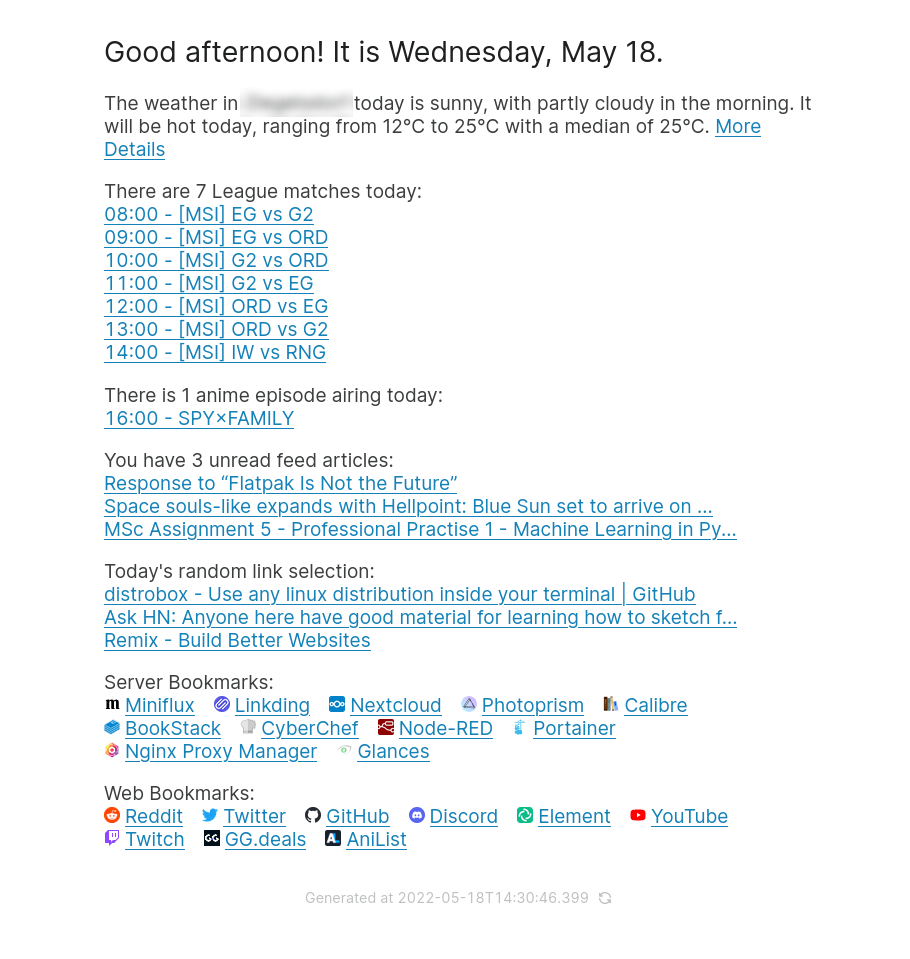 Good afternoon! It is Wednesday, May 18.
The weather in today is sunny, with partly cloudy in the morning. It
will be hot today, ranging from 12°C to 25°C with a median of 25°C. More
Details
There are 7 League matches today:
08:00 - [MSI] EG vs G2
09:00 - [MSI] EG vs ORD
10:00 - [MSI] G2 vs ORD
11:00 - [MSI] G2 vs EG
12:00 - [MSI] ORD vs EG
13:00 - [MSI] ORD vs G2
14:00 - [MSI] IW vs RNG
There is 1 anime episode airing today:
16:00 - SPY×FAMILY
You have 3 unread feed articles:
Response to “Flatpak Is Not the Future”
Space souls-like expands with Hellpoint: Blue Sun set to arrive on ...
MSc Assignment 5 - Professional Practise 1 - Machine Learning in Py...
Today's random link selection:
distrobox - Use any linux distribution inside your terminal | GitHub
Ask HN: Anyone here have good material for learning how to sketch f...
Remix - Build Better Websites
Server Bookmarks:
m Miniflux Linkding Nextcloud Photoprism Calibre
BookStack CyberChef Node-RED Portainer
Nginx Proxy Manager Glances
Web Bookmarks:
Reddit Twitter GitHub Discord Element YouTube
Twitch GG GG.deals AL AniList
Generated at 2022-05-18T14:30:46.399